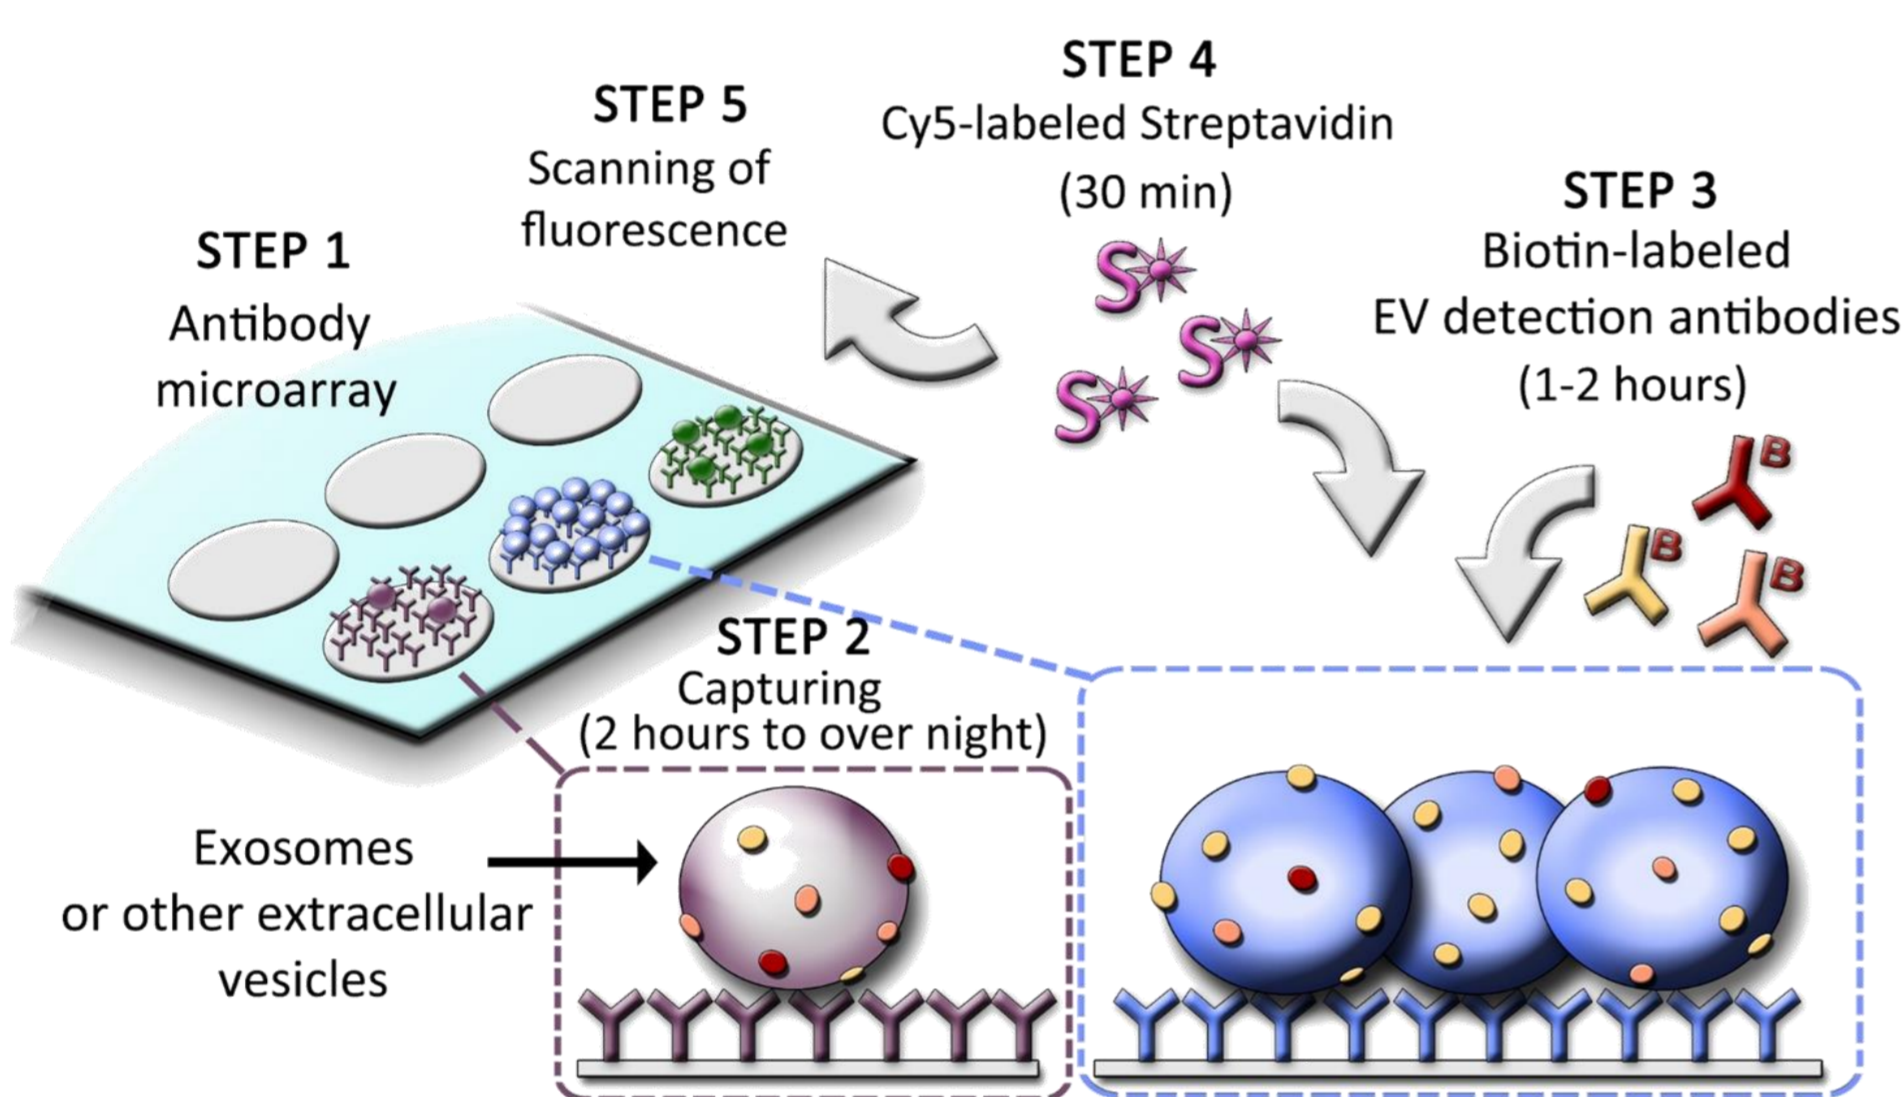 STEP 1
Antibody
microarray
STEP 2
Capturing
(2 hours to over night)
Exosomes
or other extracellular
vesicles
STEP 3
Biotin-labeled
EV detection antibodies
(1-2 hours)
B
B
B
STEP 4
Cy5-labeled Streptavidin
(30 min)
S
S
S
STEP 5
Scanning of
fluorescence